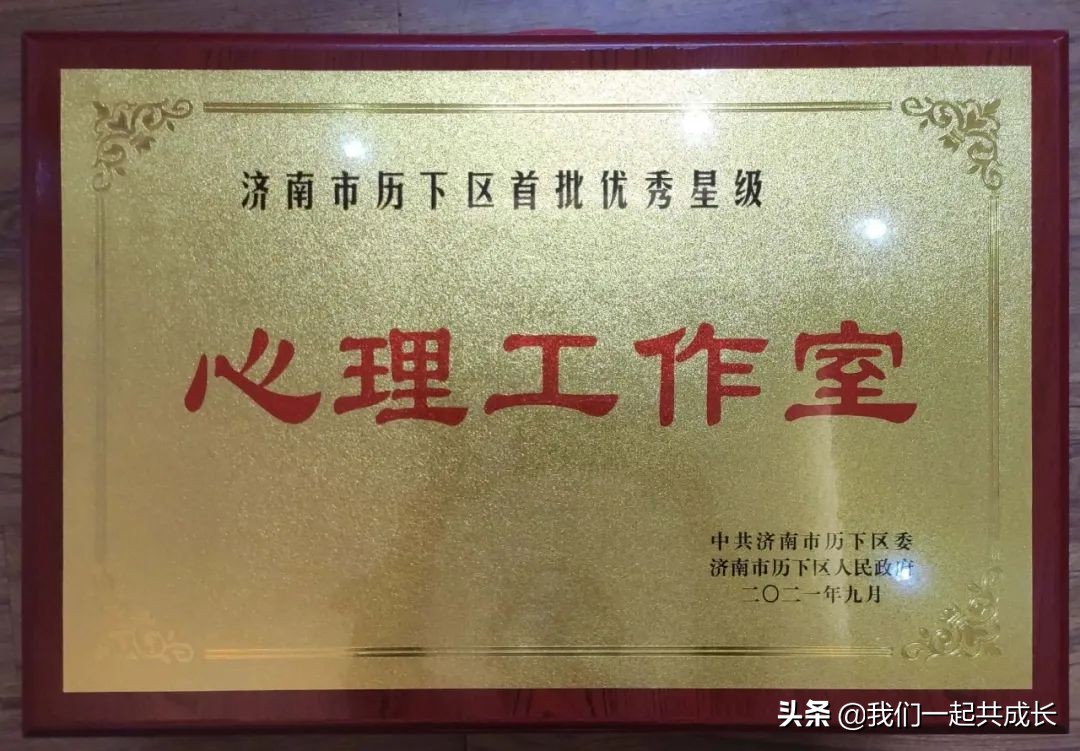 济南市历下区首批优秀星级
心理工作室
中共济南市历下区委
济南市历下区人民政府
二〇二一年九月
头条 @我们一起共成长